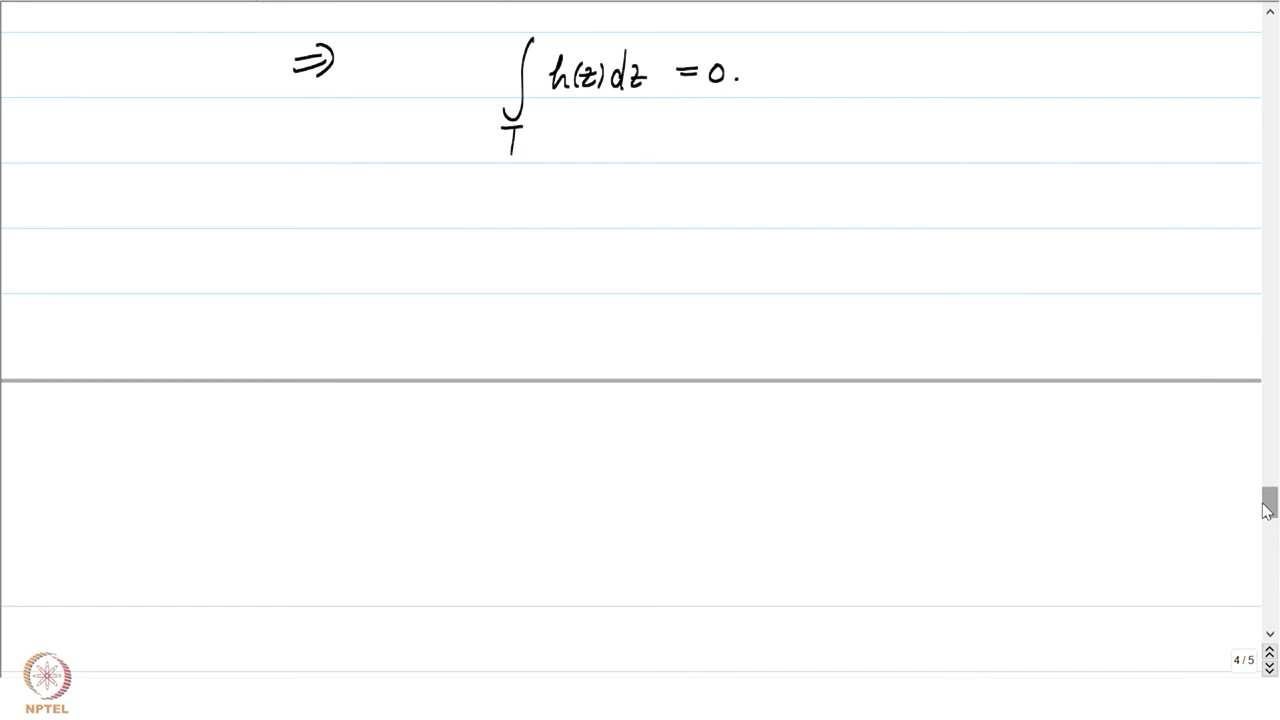 ⇒ ∫_T h(z)dz = 0.
4 / 5
NPTEL